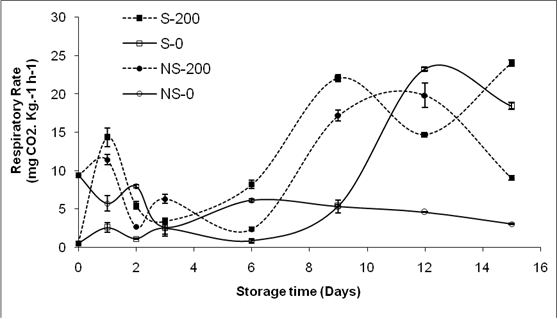 Respiratory Rate
(mg CO2. Kg.-1 h-1)
30
25
20
15
10
5
0
S-200
S-0
NS-200
NS-0
0 2 4 6 8 10 12 14 16
Storage time (Days)